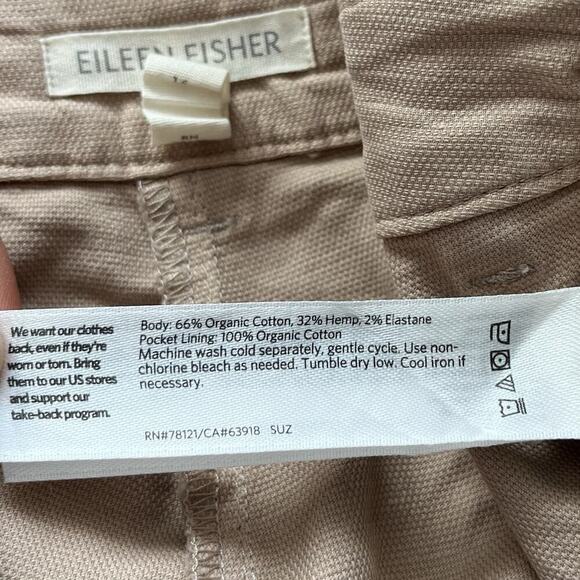 EILEEN FISHER
12
We want our clothes
back, even if they're
worn or torn. Bring
them to our US stores
and support our
take-back program.
Body: 66% Organic Cotton, 32% Hemp, 2% Elastane
Pocket Lining: 100% Organic Cotton
Machine wash cold separately, gentle cycle. Use non-
chlorine bleach as needed. Tumble dry low. Cool iron if
necessary.
RN#78121/CA#63918 SUZ